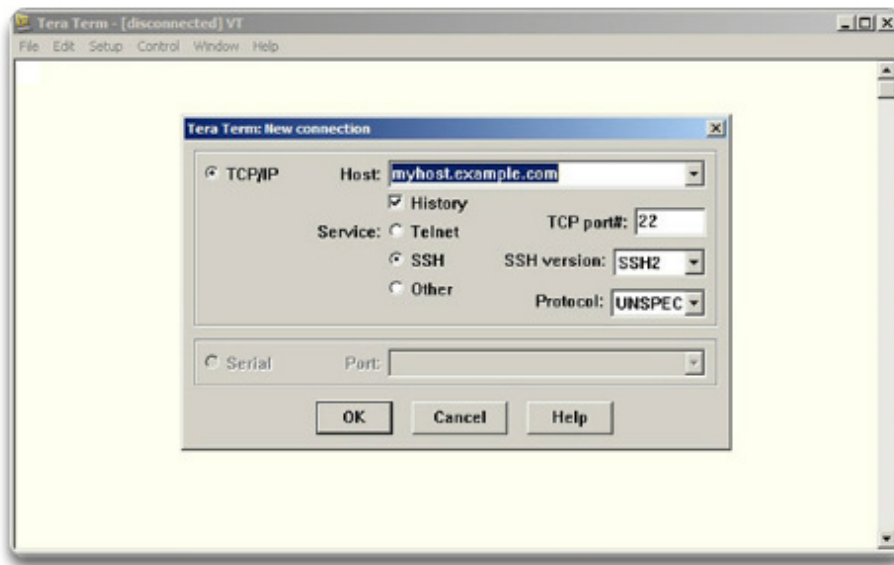 Tera Term - [disconnected] VT
File Edit Setup Control Window Help
Tera Term: New connection
TCP/IP Host: myhost.example.com
History
TCP port#: 22
Service: Telnet
SSH SSH version: SSH2
Other
Protocol: UNSPEC
Serial Port:
OK Cancel Help